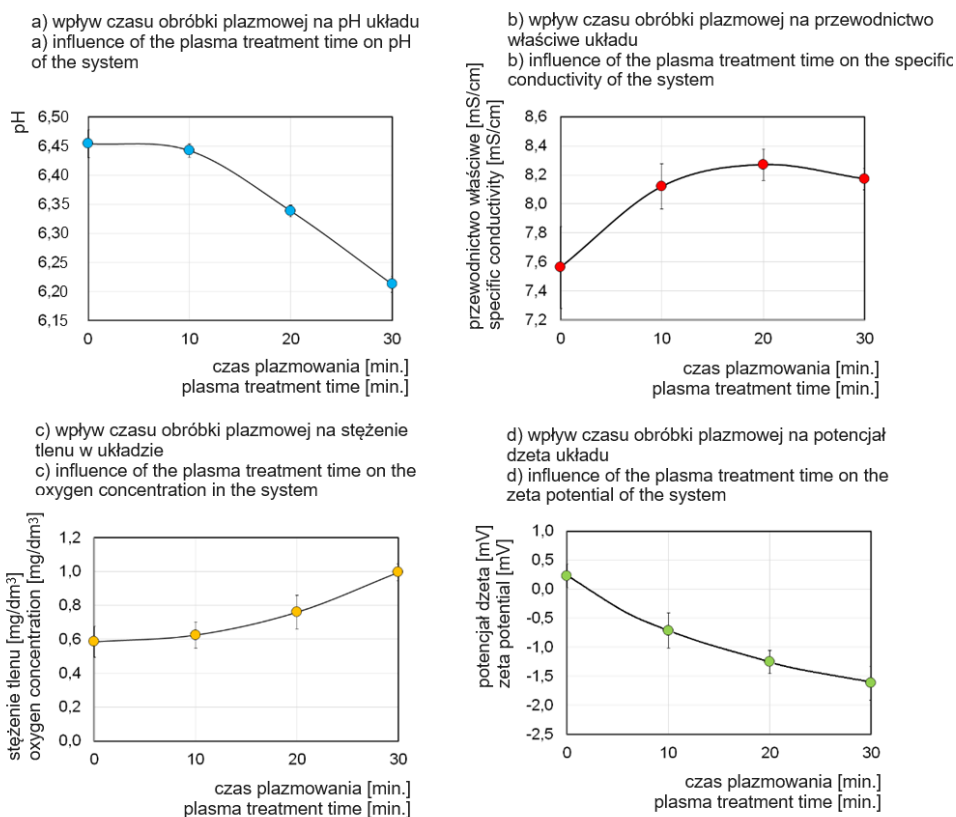 a) wpływ czasu obróbki plazmowej na pH układu
a) influence of the plasma treatment time on pH
of the system
pH
6,50
6,45
6,40
6,35
6,30
6,25
6,20
6,15
0 10 20 30
czas plazmowania [min.]
plasma treatment time [min.]
b) wpływ czasu obróbki plazmowej na przewodnictwo
właściwe układu
b) influence of the plasma treatment time on the specific
conductivity of the system
przewodnictwo właściwe [mS/cm]
specific conductivity [mS/cm]
8,6
8,4
8,2
8,0
7,8
7,6
7,4
7,2
0 10 20 30
czas plazmowania [min.]
plasma treatment time [min.]
c) wpływ czasu obróbki plazmowej na stężenie
tlenu w układzie
c) influence of the plasma treatment time on the
oxygen concentration in the system
stężenie tlenu [mg/dm³]
oxygen concentration [mg/dm³]
1,2
1,0
0,8
0,6
0,4
0,2
0,0
0 10 20 30
czas plazmowania [min.]
plasma treatment time [min.]
d) wpływ czasu obróbki plazmowej na potencjał
dzeta układu
d) influence of the plasma treatment time on the
zeta potential of the system
potencjał dzeta [mV]
zeta potential [mV]
1,0
0,5
0,0
-0,5
-1,0
-1,5
-2,0
-2,5
0 10 20 30
czas plazmowania [min.]
plasma treatment time [min.]